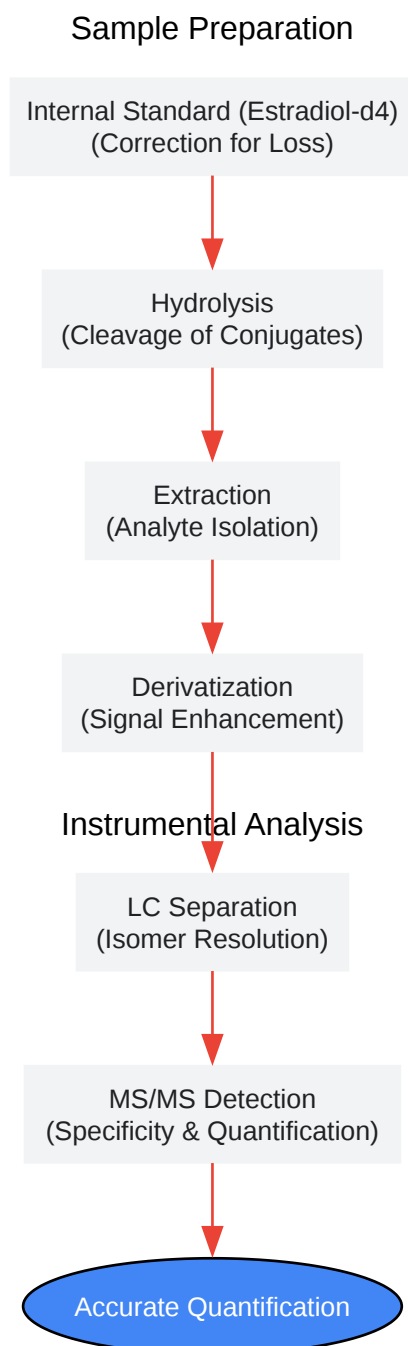 Sample Preparation
Internal Standard (Estradiol-d4)
(Correction for Loss)
Hydrolysis
(Cleavage of Conjugates)
Extraction
(Analyte Isolation)
Derivatization
(Signal Enhancement)
Instrumental Analysis
LC Separation
(Isomer Resolution)
MS/MS Detection
(Specificity & Quantification)
Accurate Quantification